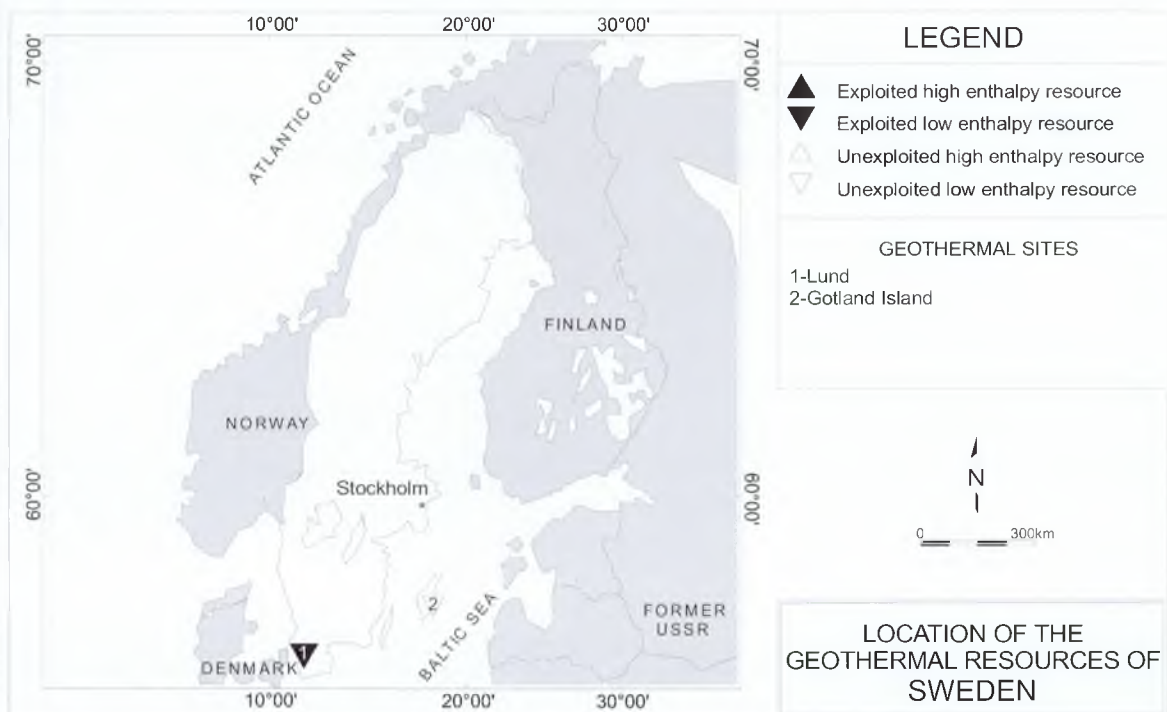 10°00' 20°00' 30°00'
70°00'
70°00'
ATLANTIC OCEAN
FINLAND
NORWAY
60°00'
60°00'
Stockholm
2
BALTIC SEA
FORMER
USSR
1
DENMARK
10°00' 20°00' 30°00'
LEGEND
Exploited high enthalpy resource
Exploited low enthalpy resource
Unexploited high enthalpy resource
Unexploited low enthalpy resource
GEOTHERMAL SITES
1-Lund
2-Gotland Island
N
0 300km
LOCATION OF THE
GEOTHERMAL RESOURCES OF
SWEDEN